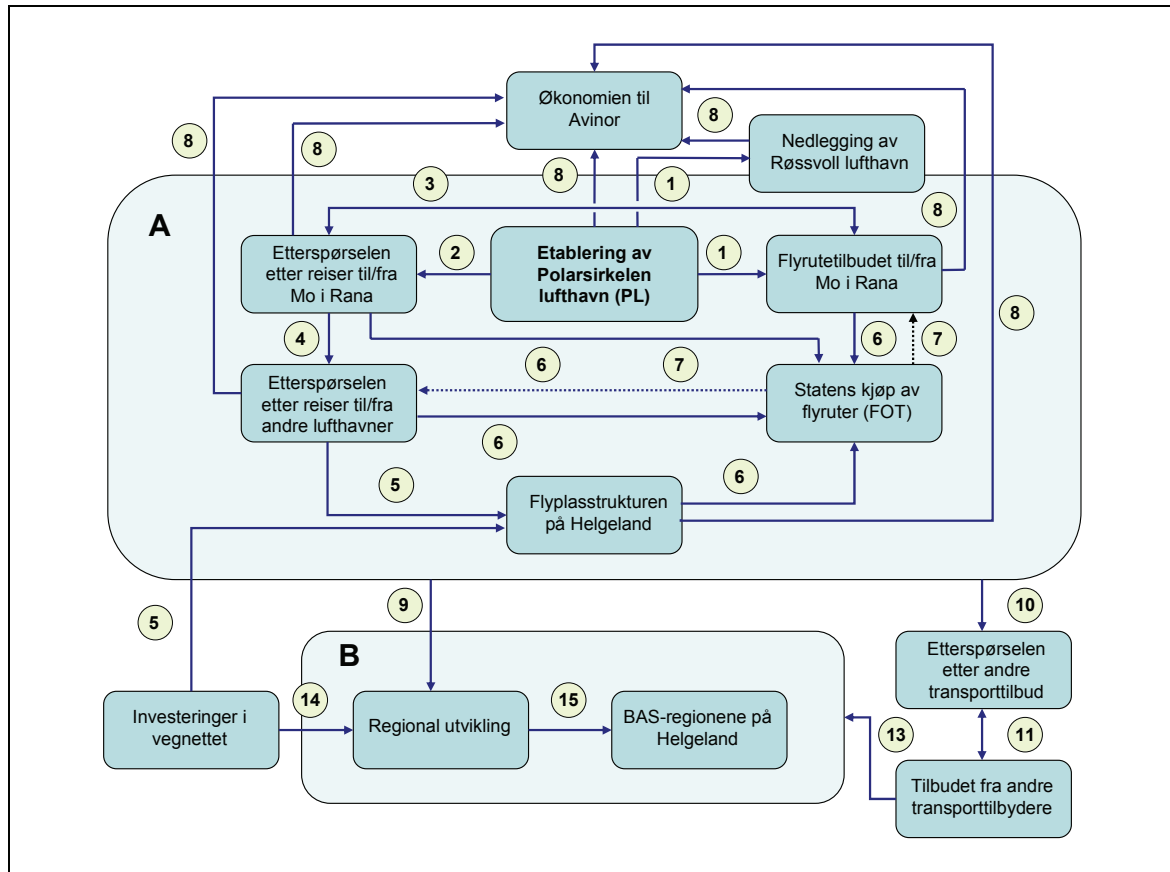 Økonomien til
Avinor
8
8
8
Nedlegging av
Røssvoll lufthavn
8
1
3
8
A
Etterspørselen
etter reiser til/fra
Mo i Rana
2
Etablering av
Polarsirkelen
lufthavn (PL)
1
Flyrutetilbudet til/fra
Mo i Rana
8
4
6
7
6
7
Etterspørselen
etter reiser til/fra
andre lufthavner
Statens kjøp av
flyruter (FOT)
6
5
6
Flyplasstrukturen
på Helgeland
5
9
10
B
Etterspørselen
etter andre
transporttilbud
Investeringer i
vegnettet
14
Regional utvikling
15
BAS-regionene på
Helgeland
13
11
Tilbudet fra andre
transporttilbydere